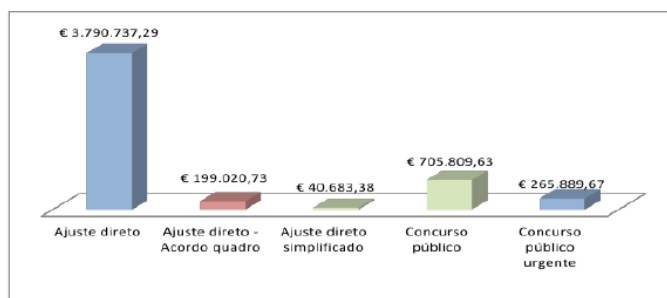 € 3.790.737,29
€ 199.020,73
€ 40.683,38
€ 705.809,63
€ 265.889,67
Ajuste direto
Ajuste direto -
Acordo quadro
Ajuste direto
simplificado
Concurso
público
Concurso
público
urgente